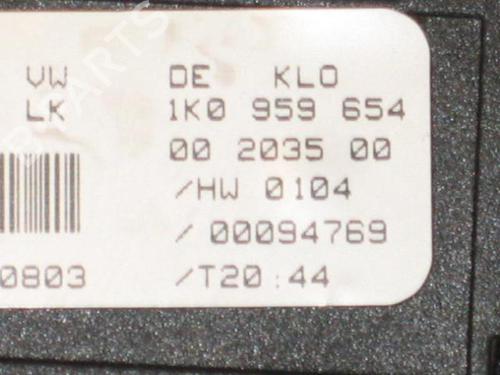 VW DE KLO
LK 1K0 959 654
00 2035 00
/HW 0104
/ 00094769
0803 /T20:44